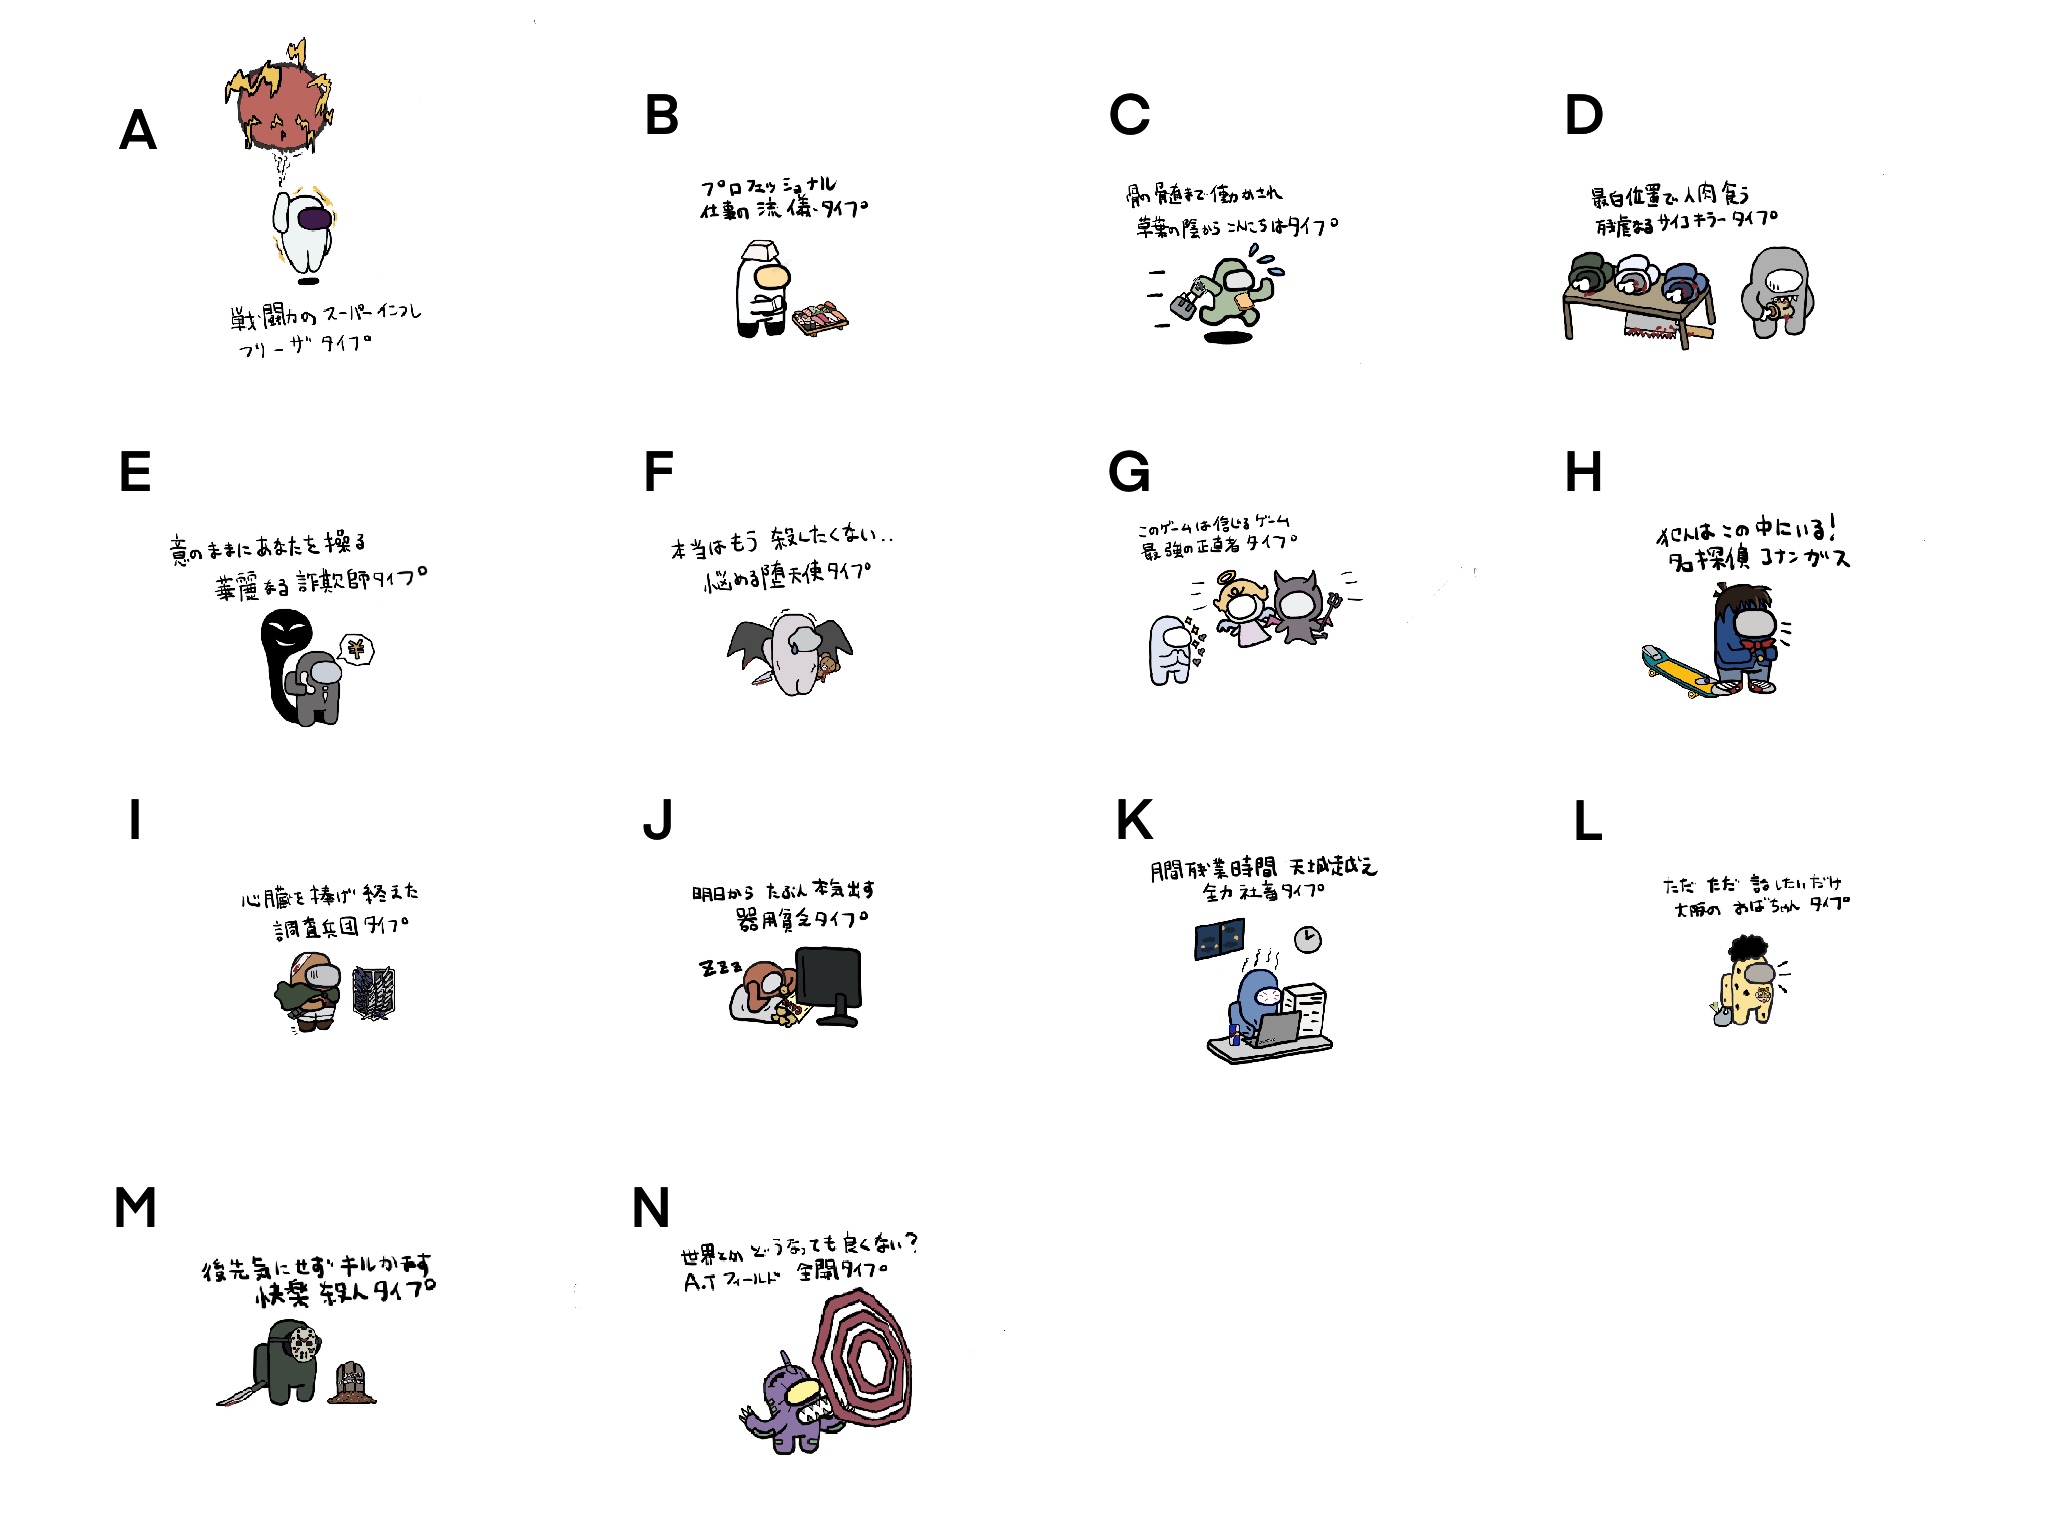 A
戦闘力のスーパーインフレ
フリーザタイプ
B
プロフェッショナル
仕事の流儀タイプ
C
骨の髄まで働かされ
草葉の陰からこんにちはタイプ
D
最白位置で人肉食う
残虐なるサイコキラータイプ
E
意のままにあなたを操る
華麗なる詐欺師タイプ
F
本当はもう殺したくない..
悩める堕天使タイプ
G
このゲームは信じるゲーム
最強の正直者タイプ
H
犯人はこの中にいる!
名探偵コナンガス
I
心臓を捧げ終えた
調査兵団タイプ
J
明日からたぶん本気出す
器用貧乏タイプ
zzz
K
月間残業時間天城越え
全力社畜タイプ
L
ただただ話したいだけ
大阪のおばちゃんタイプ
M
後先気にせずキルかます
快楽殺人タイプ
N
世界とかどうなっても良くない?
A.Tフィールド全開タイプ